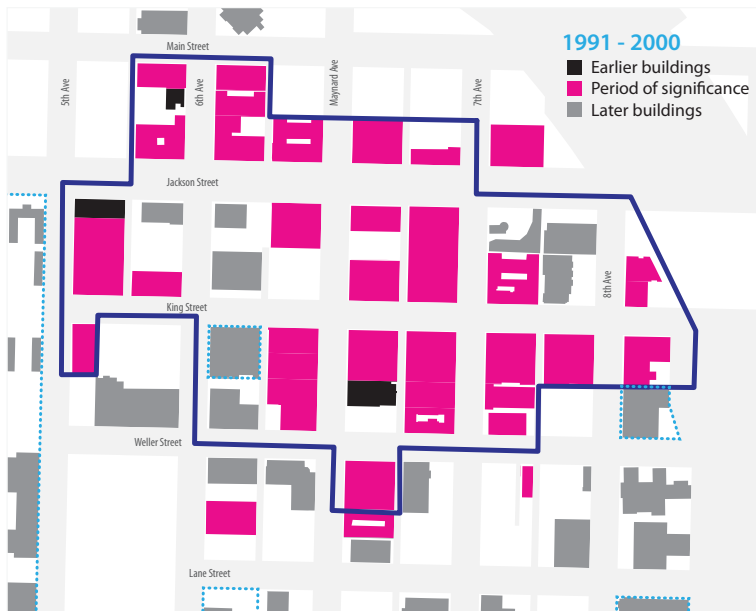 Main Street
5th Ave
6th Ave
Maynard Ave
7th Ave
1991 - 2000
Earlier buildings
Period of significance
Later buildings
Jackson Street
8th Ave
King Street
Weller Street
Lane Street